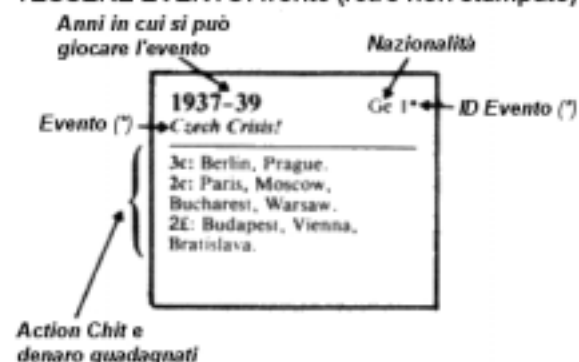 Anni in cui si può
giocare l'evento
Nazionalità
1937-39
Ge 1*
ID Evento (*)
Evento (*)
Czech Crisis!
3c: Berlin, Prague.
2c: Paris, Moscow,
Bucharest, Warsaw.
2£: Budapest, Vienna,
Bratislava.
Action Chit e
denaro guadagnati